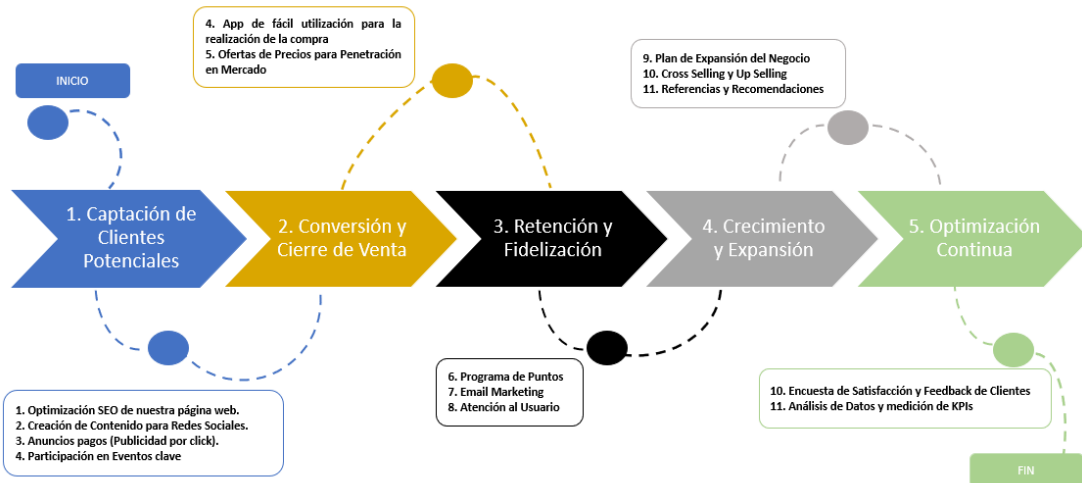 INICIO
4. App de fácil utilización para la
realización de la compra
5. Ofertas de Precios para Penetración
en Mercado
9. Plan de Expansión del Negocio
10. Cross Selling y Up Selling
11. Referencias y Recomendaciones
1. Captación de
Clientes
Potenciales
2. Conversión y
Cierre de Venta
3. Retención y
Fidelización
4. Crecimiento
y Expansión
5. Optimización
Continua
1. Optimización SEO de nuestra página web.
2. Creación de Contenido para Redes Sociales.
3. Anuncios pagos (Publicidad por click).
4. Participación en Eventos clave
6. Programa de Puntos
7. Email Marketing
8. Atención al Usuario
10. Encuesta de Satisfacción y Feedback de Clientes
11. Análisis de Datos y medición de KPIs
FIN